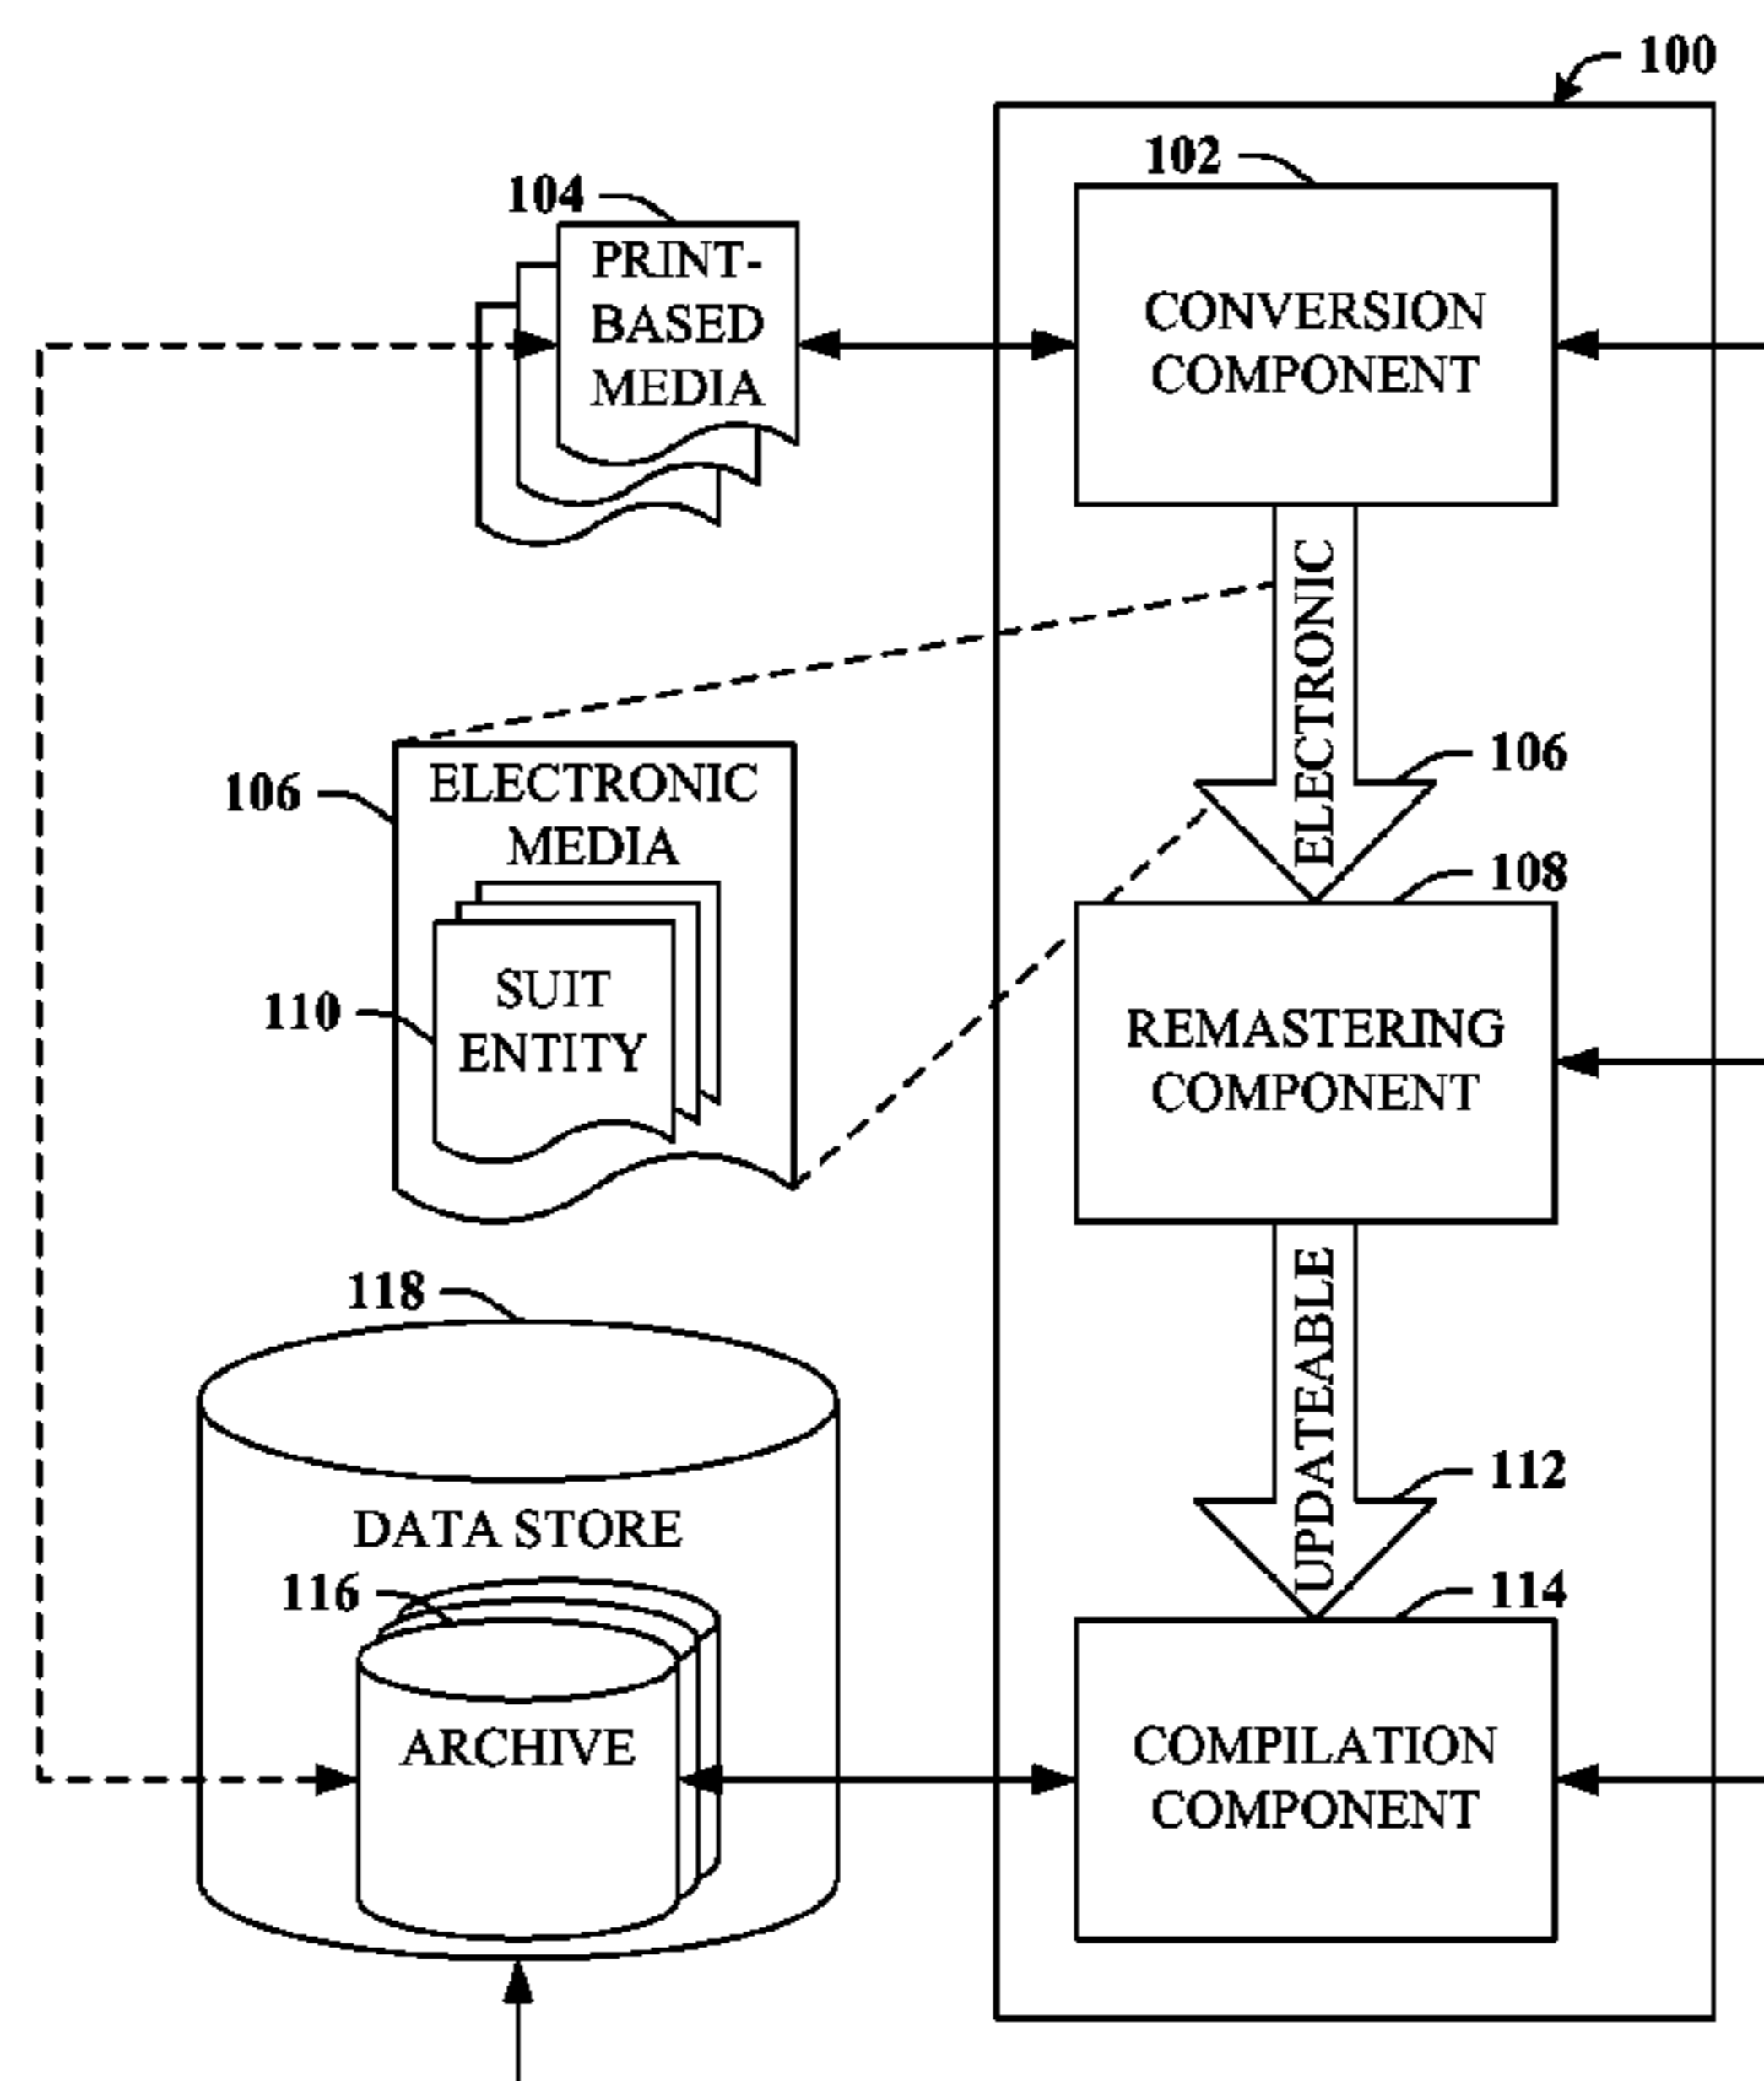 100
102
104
PRINT-
BASED
MEDIA
CONVERSION
COMPONENT
ELECTRONIC
106
106
ELECTRONIC
MEDIA
108
110
SUIT
ENTITY
REMASTERING
COMPONENT
UPDATEABLE
118
112
DATA STORE
116
114
ARCHIVE
COMPILATION
COMPONENT